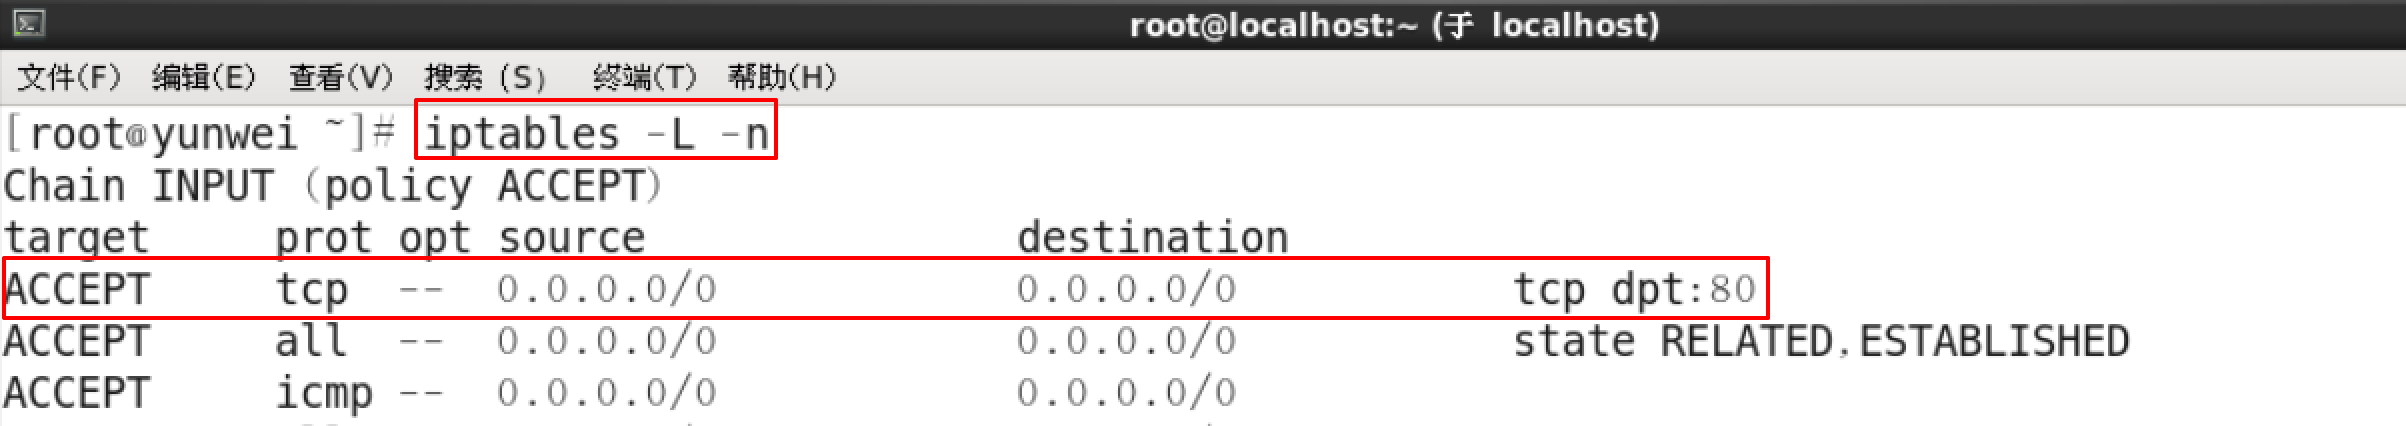 root@localhost:~ (于 localhost)
文件(F) 编辑(E) 查看(V) 搜索 (S) 终端(T) 帮助(H)
[root@yunwei ~]# iptables -L -n
Chain INPUT (policy ACCEPT)
target prot opt source destination
ACCEPT tcp -- 0.0.0.0/0 0.0.0.0/0 tcp dpt:80
ACCEPT all -- 0.0.0.0/0 0.0.0.0/0 state RELATED,ESTABLISHED
ACCEPT icmp -- 0.0.0.0/0 0.0.0.0/0